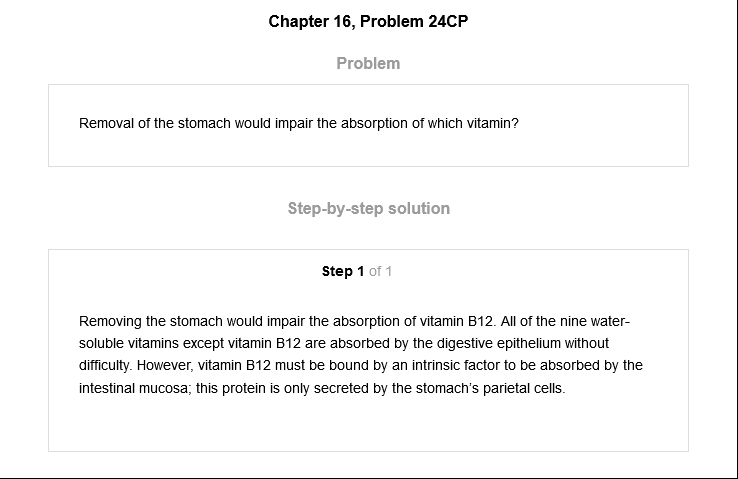 Chapter 16, Problem 24CP
Problem
Removal of the stomach would impair the absorption of which vitamin?
Step-by-step solution
Step 1 of 1
Removing the stomach would impair the absorption of vitamin B12. All of the nine water-
soluble vitamins except vitamin B12 are absorbed by the digestive epithelium without
difficulty. However, vitamin B12 must be bound by an intrinsic factor to be absorbed by the
intestinal mucosa; this protein is only secreted by the stomach's parietal cells.